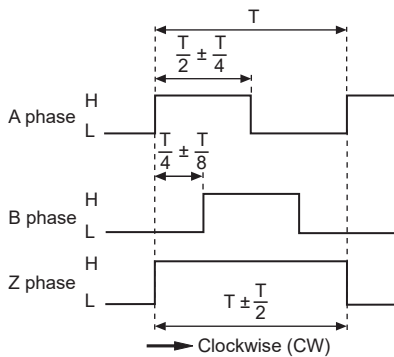 T
T/2 ± T/4
H
A phase
L
T/4 ± T/8
H
B phase
L
H
Z phase
L
T ± T/2
Clockwise (CW)